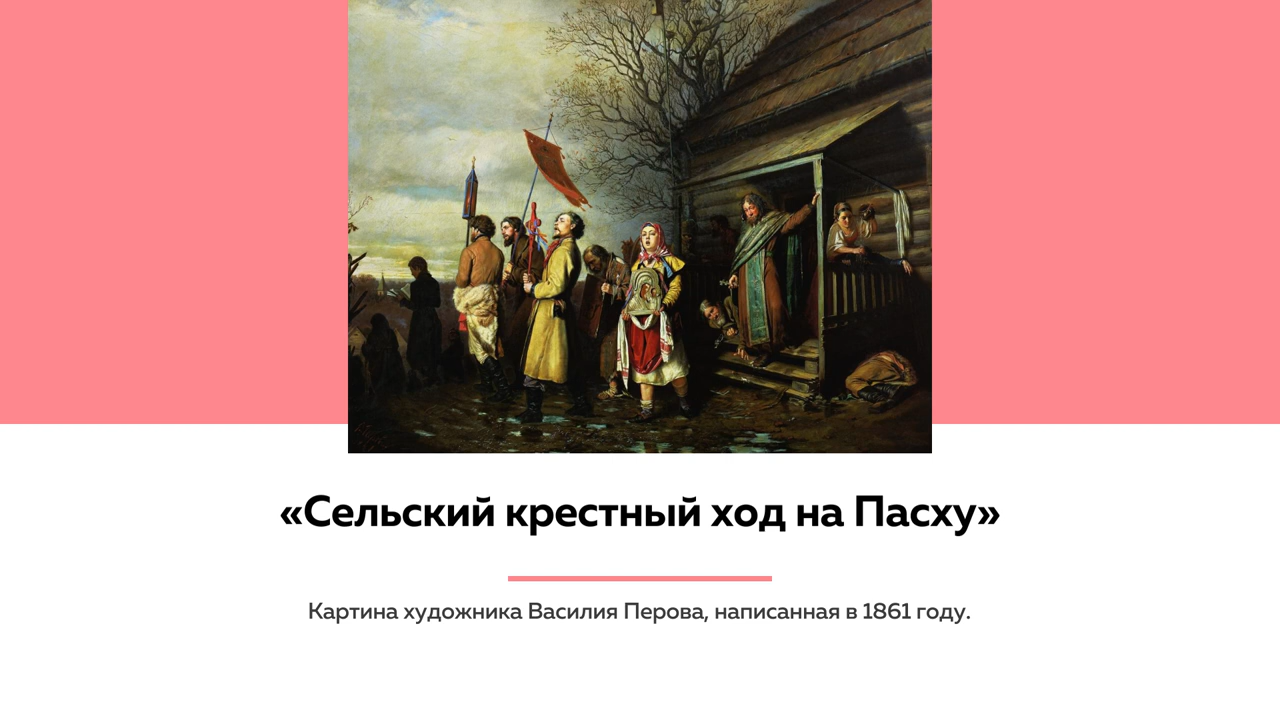 «Сельский крестный ход на Пасху»
Картина художника Василия Перова, написанная в 1861 году.